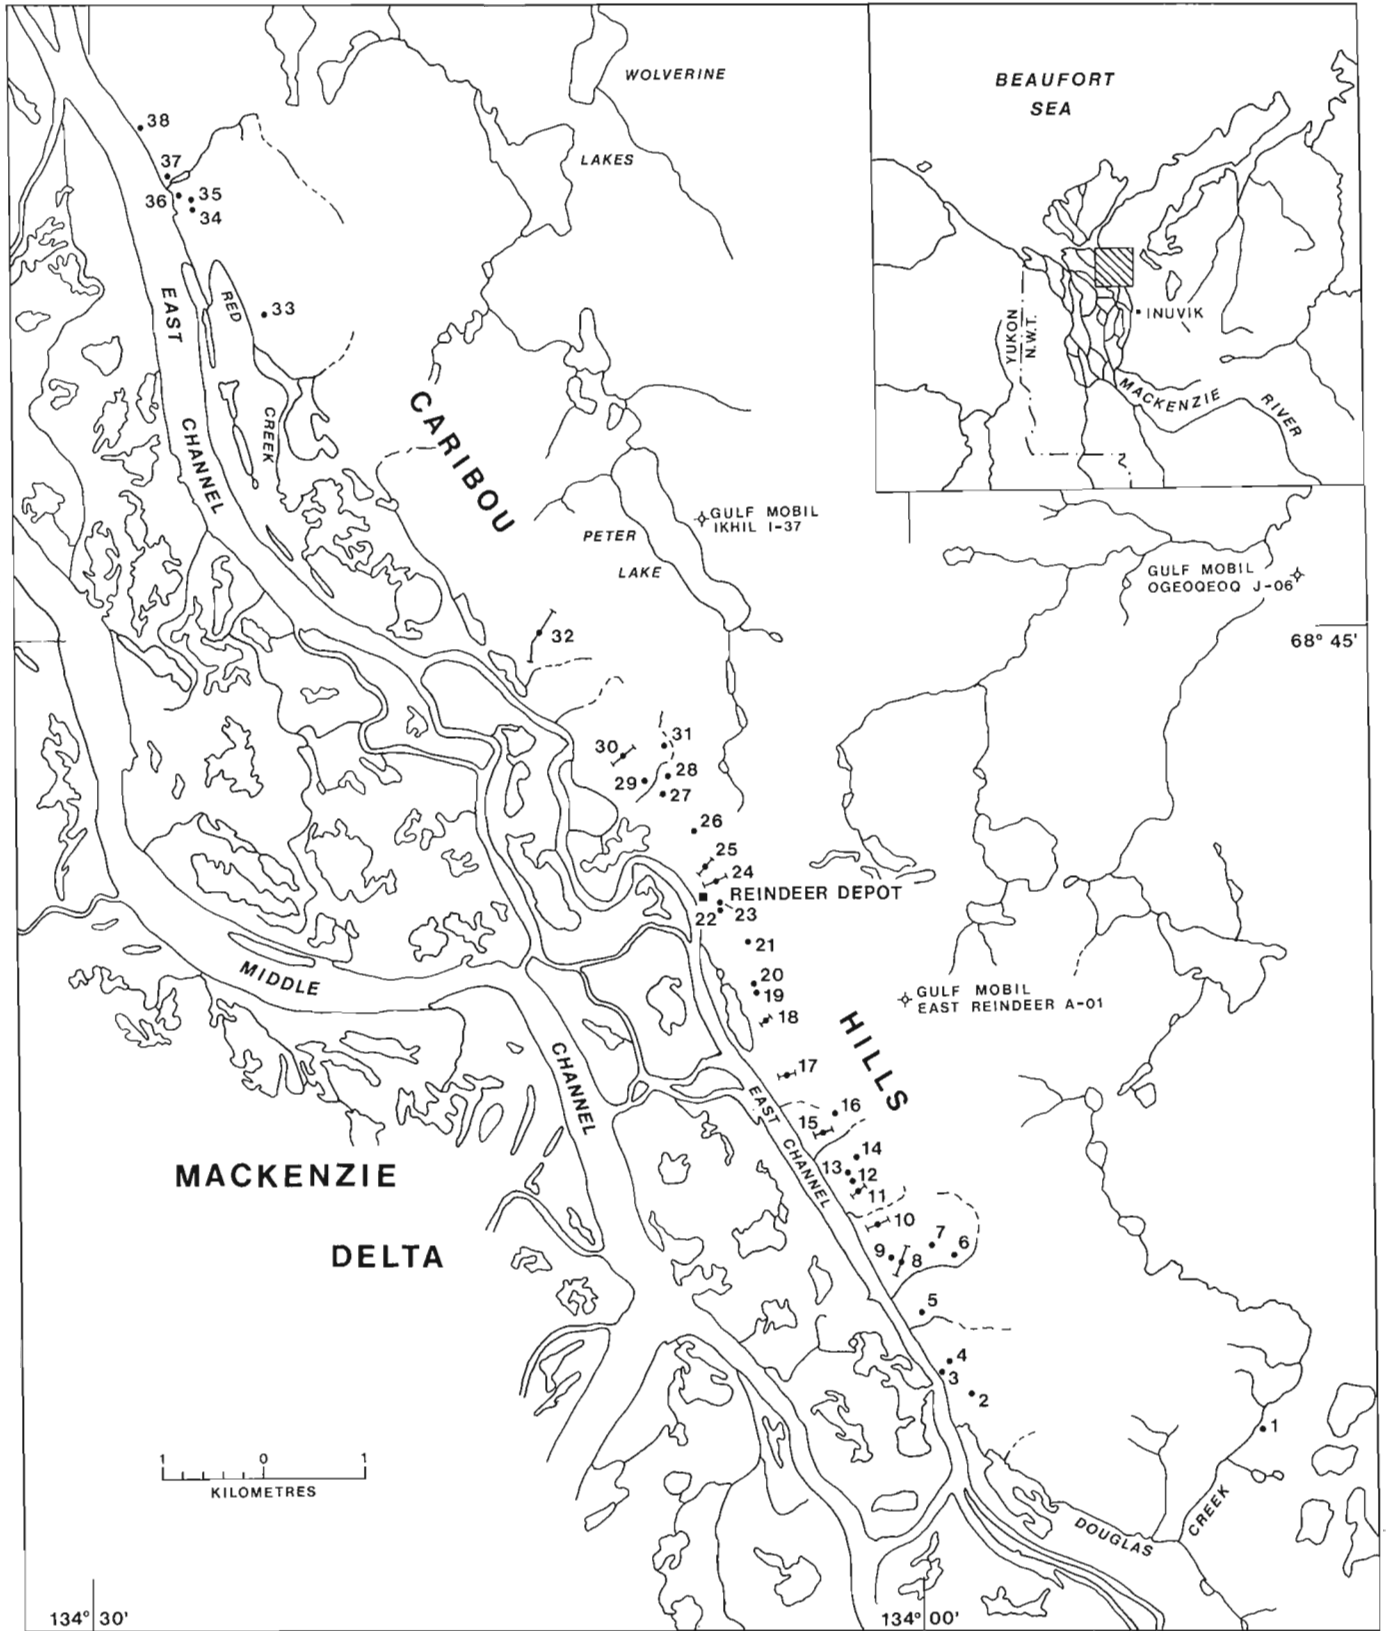 WOLVERINE
LAKES
BEAUFORT
SEA
INUVIK
YUKON
N.W.T.
MACKENZIE
RIVER
38
37
36
35
34
33
EAST
CHANNEL
RED
CREEK
CARIBOU
PETER
LAKE
GULF MOBIL
IKHIL I-37
GULF MOBIL
OGEOQEOQ J-06
68° 45'
32
31
30
29
28
27
26
25
24
REINDEER DEPOT
22
23
21
20
19
18
GULF MOBIL
EAST REINDEER A-01
HILLS
MIDDLE
CHANNEL
17
EAST
CHANNEL
16
15
14
13
12
11
10
9
8
7
6
5
4
3
2
1
MACKENZIE
DELTA
1 0 1
KILOMETRES
DOUGLAS
CREEK
134° 30'
134° 00'